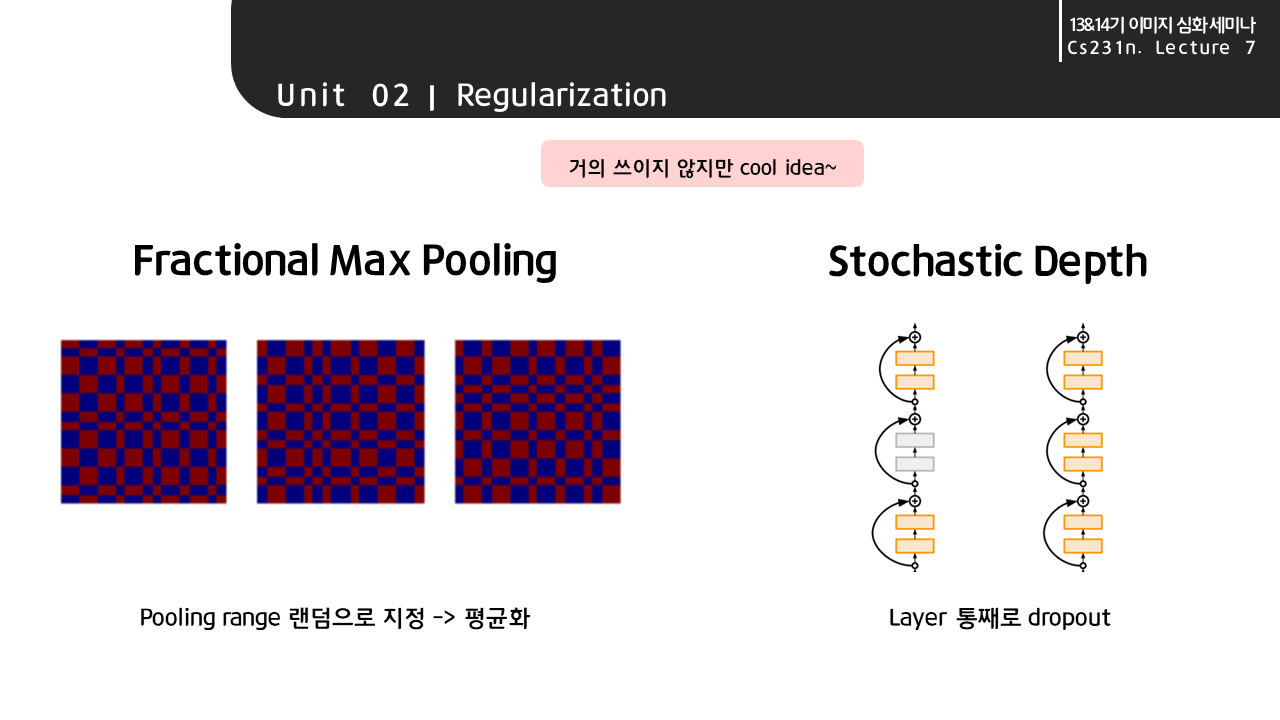 13&14기 이미지 심화세미나
Cs231n. Lecture 7
Unit 02 | Regularization
거의 쓰이지 않지만 cool idea~
Fractional Max Pooling
Stochastic Depth
Pooling range 랜덤으로 지정 -> 평균화
Layer 통째로 dropout